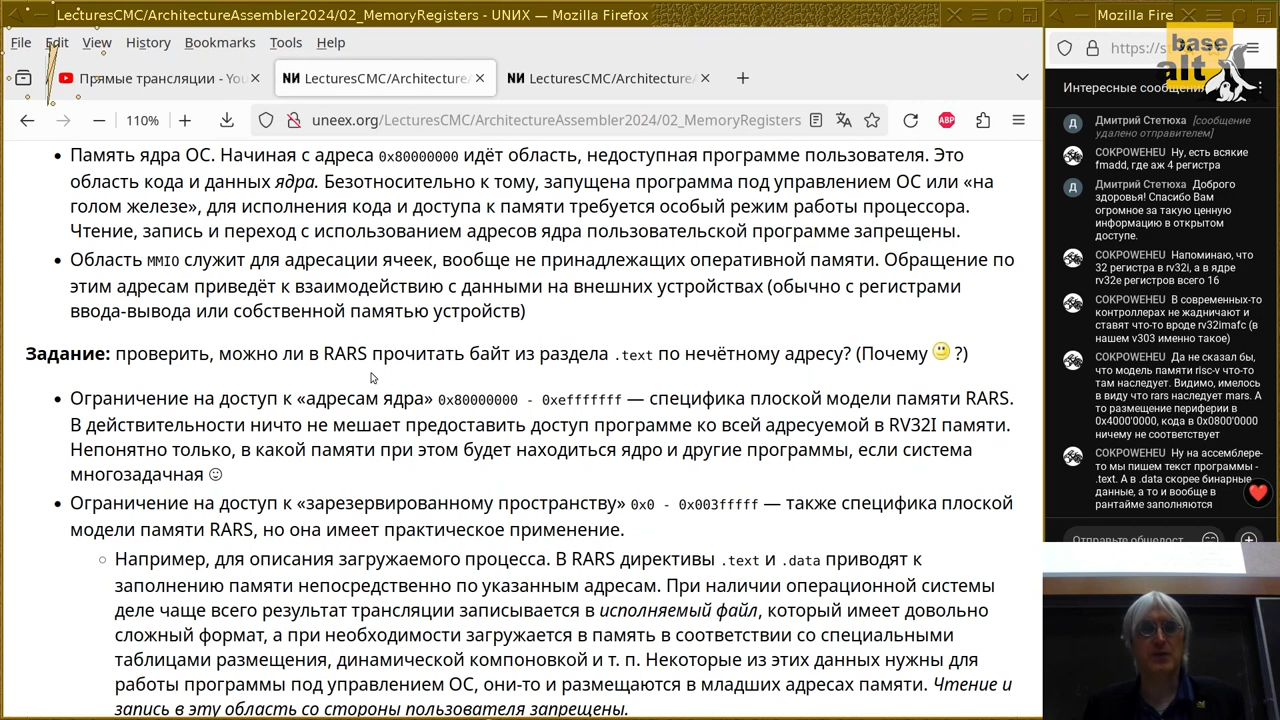 LecturesCMC/ArchitectureAssembler2024/02_MemoryRegisters - UNИX — Mozilla Firefox
File Edit View History Bookmarks Tools Help
Прямые трансляции - You
NИ LecturesCMC/Architecture
NИ LecturesCMC/Architecture
110%
uneex.org/LecturesCMC/ArchitectureAssembler2024/02_MemoryRegisters
ABP
• Память ядра ОС. Начиная с адреса 0x80000000 идёт область, недоступная программе пользователя. Это
область кода и данных ядра. Безотносительно к тому, запущена программа под управлением ОС или «на
голом железе», для исполнения кода и доступа к памяти требуется особый режим работы процессора.
Чтение, запись и переход с использованием адресов ядра пользовательской программе запрещены.
• Область MMIO служит для адресации ячеек, вообще не принадлежащих оперативной памяти. Обращение по
этим адресам приведёт к взаимодействию с данными на внешних устройствах (обычно с регистрами
ввода-вывода или собственной памятью устройств)
Задание: проверить, можно ли в RARS прочитать байт из раздела .text по нечётному адресу? (Почему ?)
• Ограничение на доступ к «адресам ядра» 0x80000000 - 0xefffffff — специфика плоской модели памяти RARS.
В действительности ничто не мешает предоставить доступ программе ко всей адресуемой в RV32I памяти.
Непонятно только, в какой памяти при этом будет находиться ядро и другие программы, если система
многозадачная ☺
• Ограничение на доступ к «зарезервированному пространству» 0x0 - 0x003fffff — также специфика плоской
модели памяти RARS, но она имеет практическое применение.
◦ Например, для описания загружаемого процесса. В RARS директивы .text и .data приводят к
заполнению памяти непосредственно по указанным адресам. При наличии операционной системы
деле чаще всего результат трансляции записывается в исполняемый файл, который имеет довольно
сложный формат, а при необходимости загружается в память в соответствии со специальными
таблицами размещения, динамической компоновкой и т. п. Некоторые из этих данных нужны для
работы программы под управлением ОС, они-то и размещаются в младших адресах памяти. Чтение и
запись в эту область со стороны пользователя запрещены.
Mozilla Fire
https://s
base
alt
Интересные сообщения
Д Дмитрий Стетюха [сообщение
удалено отправителем]
COKPOWEHEU Ну, есть всякие
fmadd, где аж 4 регистра
Д Дмитрий Стетюха Доброго
здоровья! Спасибо Вам
огромное за такую ценную
информацию в открытом
доступе.
COKPOWEHEU Напоминаю, что
32 регистра в rv32i, а в ядре
rv32e регистров всего 16
COKPOWEHEU В современных-то
контроллерах не жадничают и
ставят что-то вроде rv32imafc (в
нашем v303 именно такое)
COKPOWEHEU Да не сказал бы,
что модель памяти risc-v что-то
там наследует. Видимо, имелось
в виду что rars наследует mars. А
то размещение периферии в
0x4000'0000, кода в 0x0800'0000
ничему не соответствует
COKPOWEHEU Ну на ассемблере-
то мы пишем текст программы -
.text. А в .data скорее бинарные
данные, а то и вообще в
рантайме заполняются